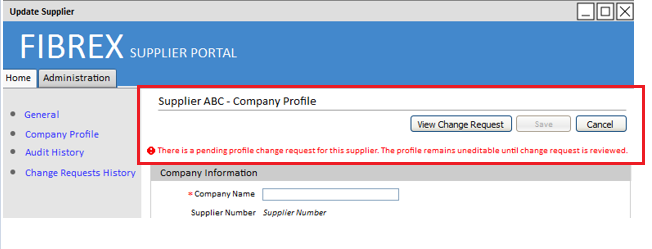 Update Supplier
FIBREX SUPPLIER PORTAL
Home Administration
Supplier ABC - Company Profile
General
View Change Request Save Cancel
Company Profile
Audit History
There is a pending profile change request for this supplier. The profile remains uneditable until change request is reviewed.
Change Requests History
Company Information
* Company Name
Supplier Number Supplier Number